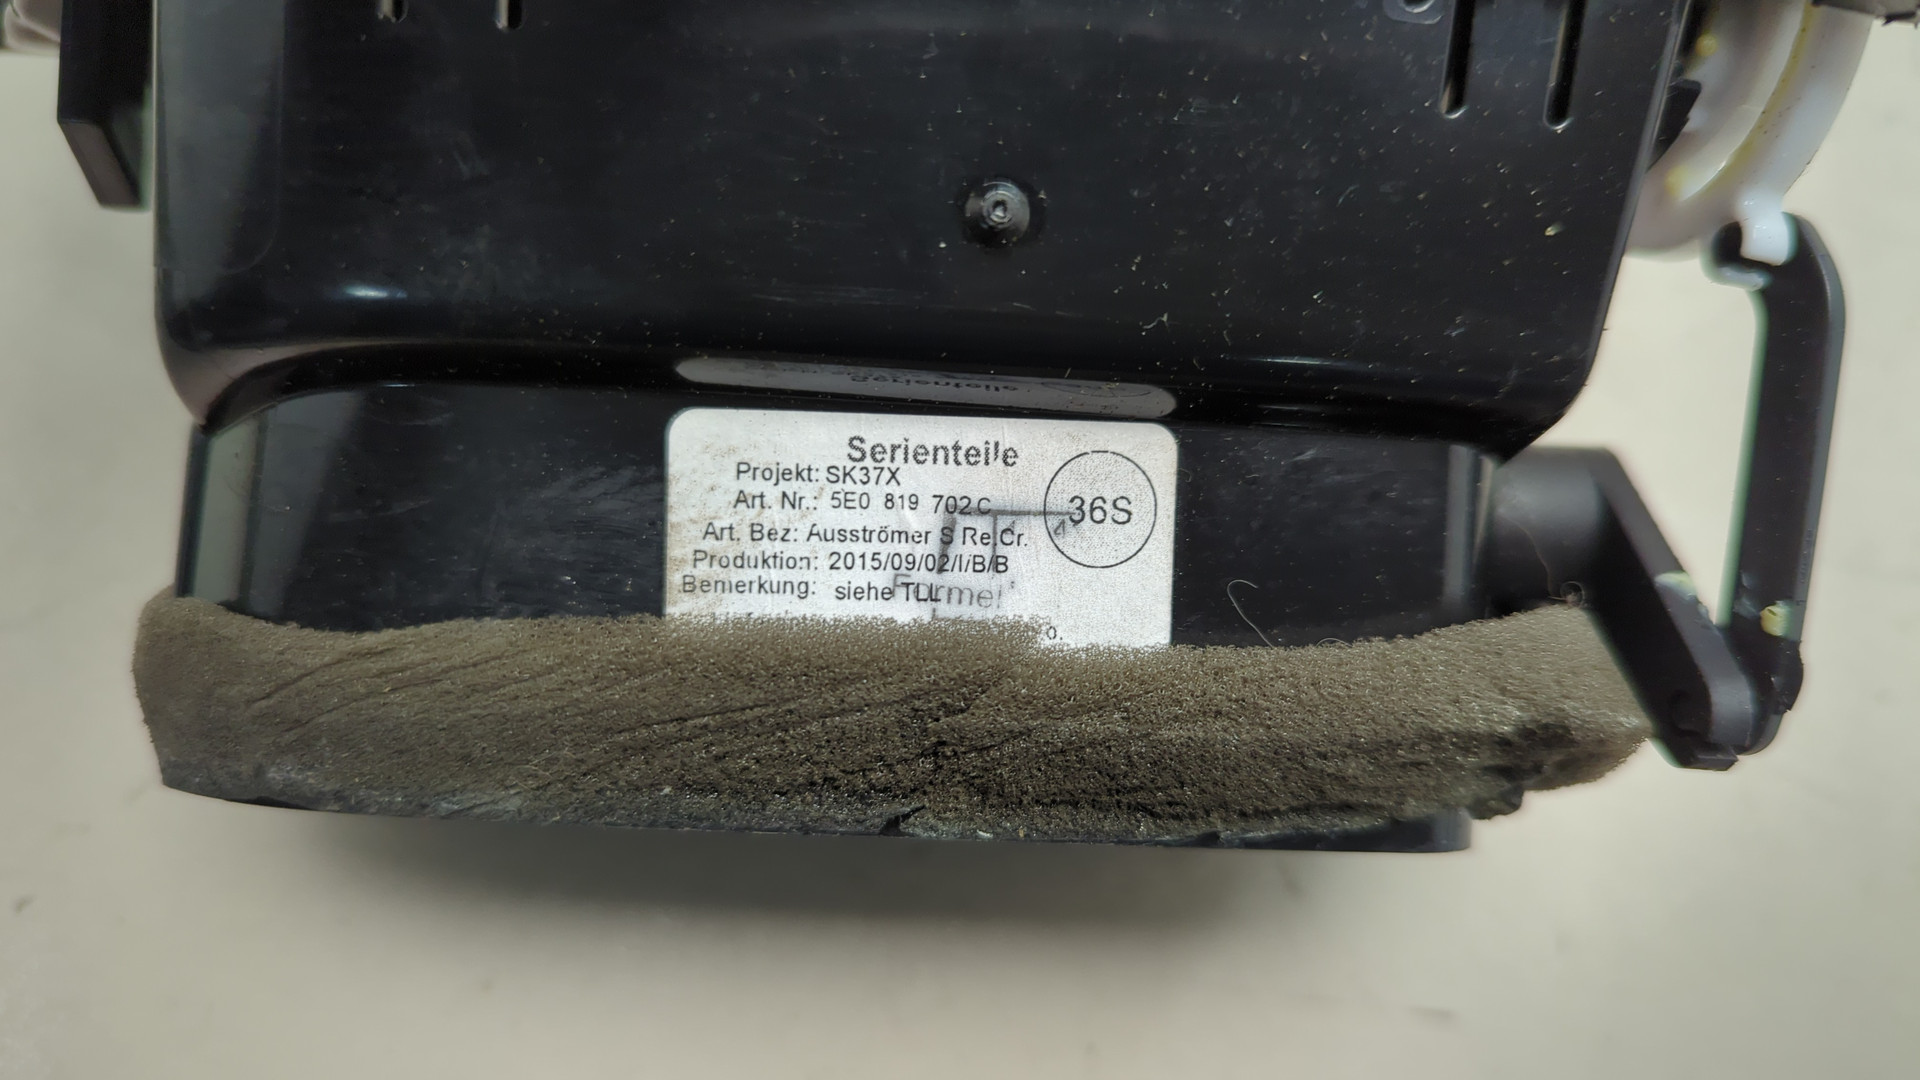 Serienteile
Projekt: SK37X
Art. Nr.: 5E0 819 702 C
36S
Art. Bez: Ausströmer S Re.Cr.
Produktion: 2015/09/02/I/B/B
Bemerkung: siehe TLL